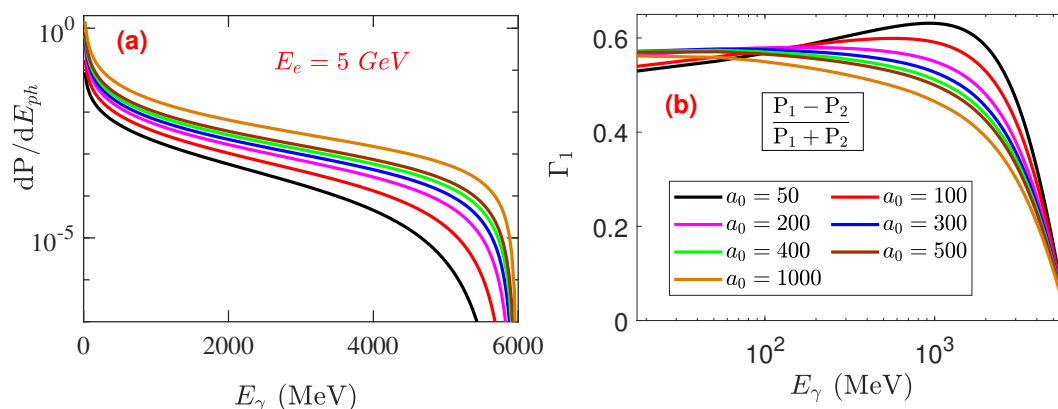 (a)
E_e = 5 GeV
10^0
10^-5
dP/dE_ph
0
2000
4000
6000
E_γ (MeV)
(b)
P_1 − P_2
P_1 + P_2
Γ_1
0.6
0.4
0.2
0
a_0 = 50
a_0 = 100
a_0 = 200
a_0 = 300
a_0 = 400
a_0 = 500
a_0 = 1000
10^2
10^3
E_γ (MeV)